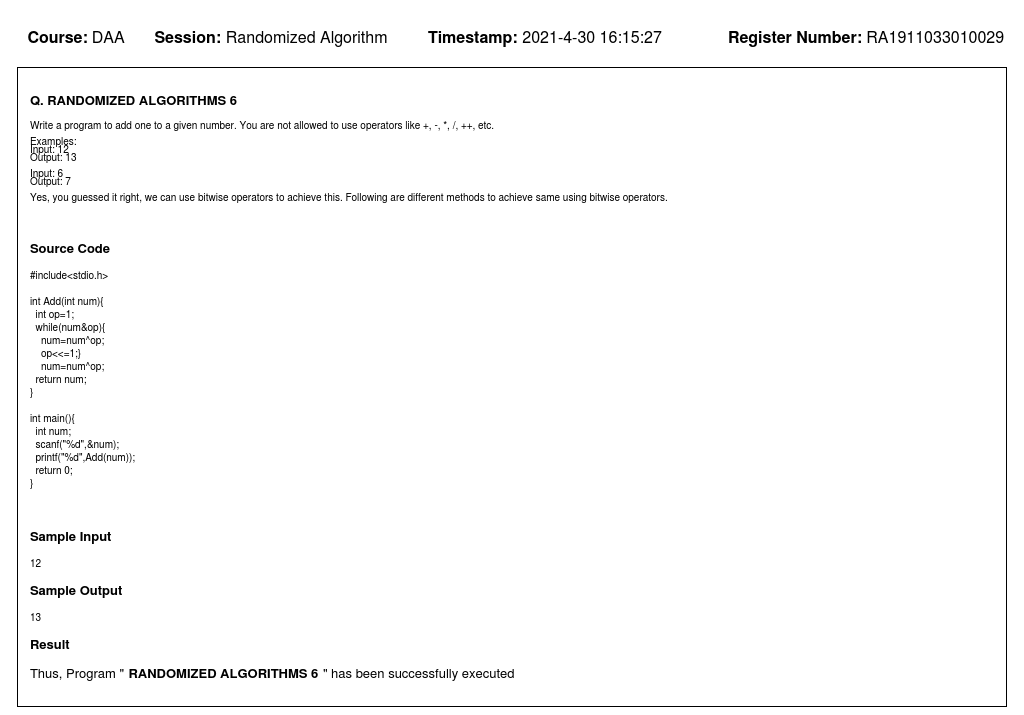 Course: DAA Session: Randomized Algorithm Timestamp: 2021-4-30 16:15:27 Register Number: RA1911033010029
Q. RANDOMIZED ALGORITHMS 6
Write a program to add one to a given number. You are not allowed to use operators like +, -, *, /, ++, etc.
Examples:
Input: 12
Output: 13
Input: 6
Output: 7
Yes, you guessed it right, we can use bitwise operators to achieve this. Following are different methods to achieve same using bitwise operators.
Source Code
#include<stdio.h>
int Add(int num){
int op=1;
while(num&op){
num=num^op;
op<<=1;}
num=num^op;
return num;
}
int main(){
int num;
scanf("%d",&num);
printf("%d",Add(num));
return 0;
}
Sample Input
12
Sample Output
13
Result
Thus, Program " RANDOMIZED ALGORITHMS 6 " has been successfully executed